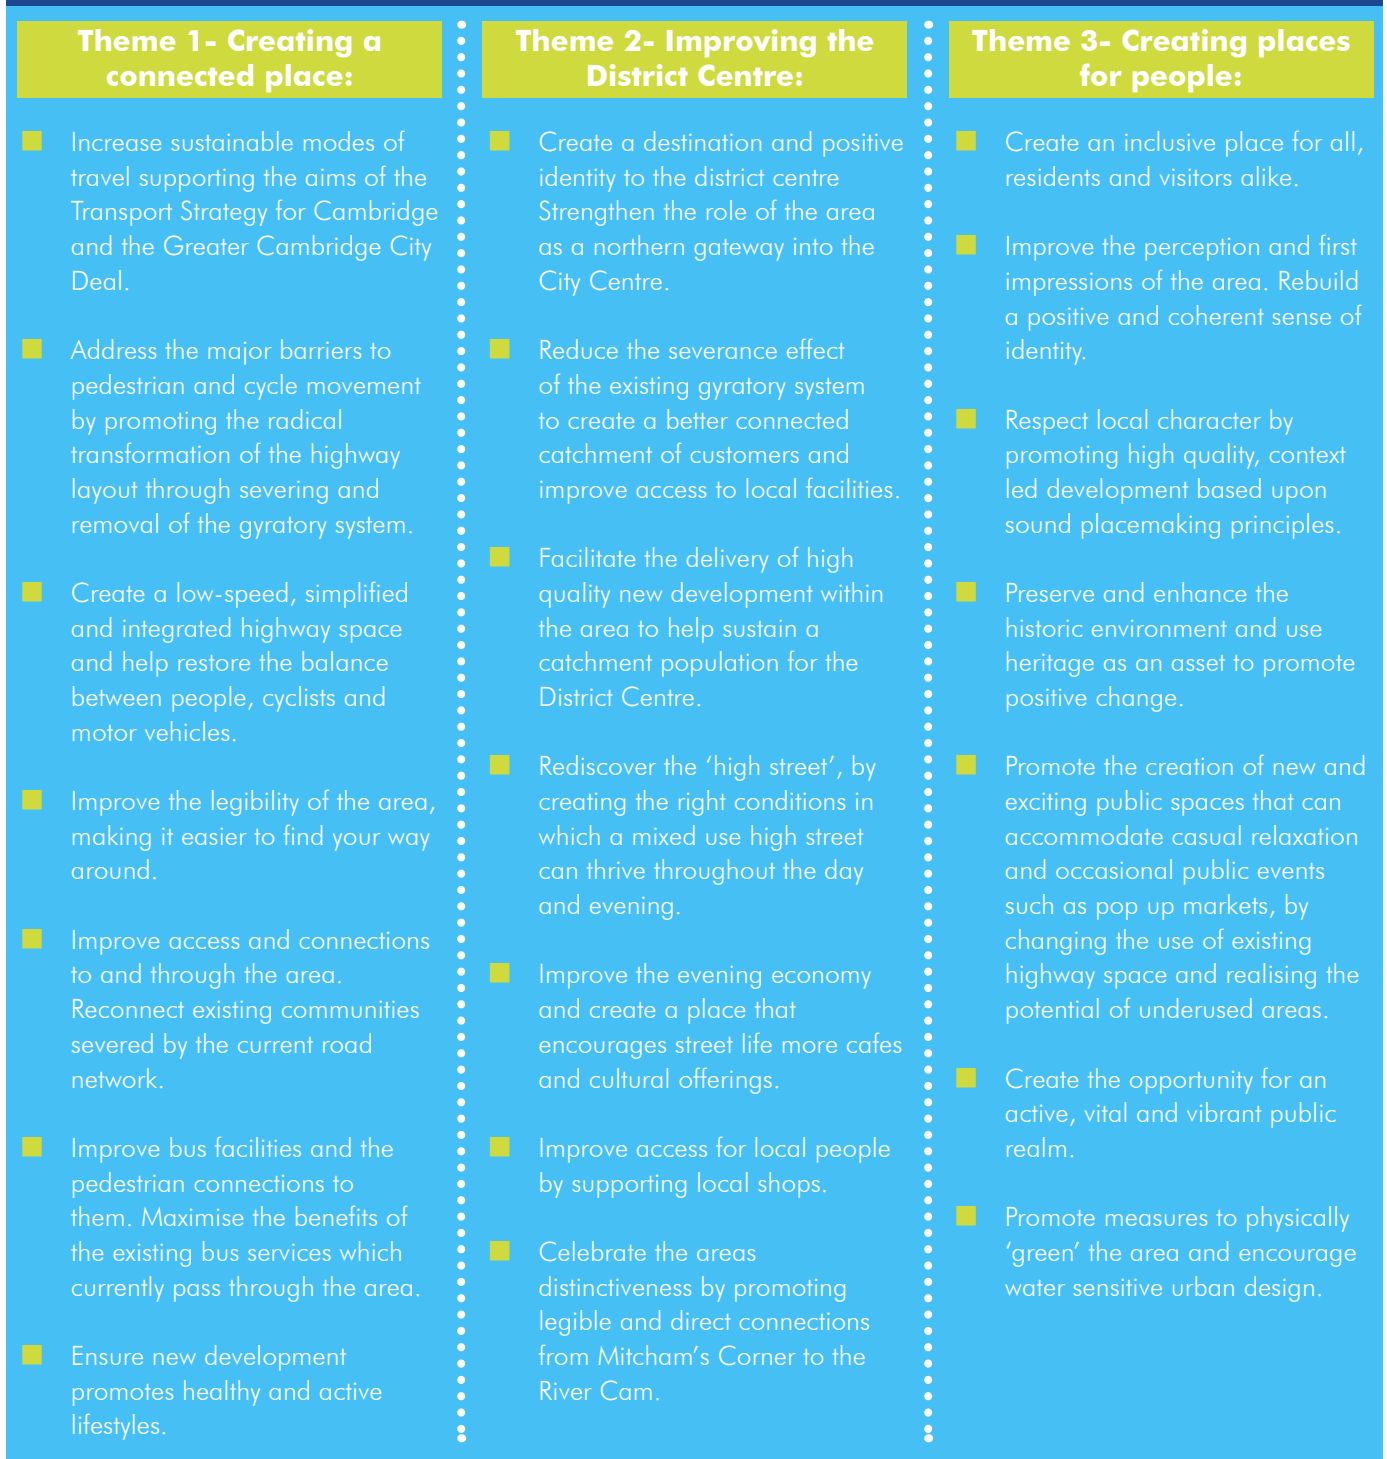 Theme 1- Creating a
connected place:
Increase sustainable modes of
travel supporting the aims of the
Transport Strategy for Cambridge
and the Greater Cambridge City
Deal.
Address the major barriers to
pedestrian and cycle movement
by promoting the radical
transformation of the highway
layout through severing and
removal of the gyratory system.
Create a low-speed, simplified
and integrated highway space
and help restore the balance
between people, cyclists and
motor vehicles.
Improve the legibility of the area,
making it easier to find your way
around.
Improve access and connections
to and through the area.
Reconnect existing communities
severed by the current road
network.
Improve bus facilities and the
pedestrian connections to
them. Maximise the benefits of
the existing bus services which
currently pass through the area.
Ensure new development
promotes healthy and active
lifestyles.
Theme 2- Improving the
District Centre:
Create a destination and positive
identity to the district centre
Strengthen the role of the area
as a northern gateway into the
City Centre.
Reduce the severance effect
of the existing gyratory system
to create a better connected
catchment of customers and
improve access to local facilities.
Facilitate the delivery of high
quality new development within
the area to help sustain a
catchment population for the
District Centre.
Rediscover the ‘high street’, by
creating the right conditions in
which a mixed use high street
can thrive throughout the day
and evening.
Improve the evening economy
and create a place that
encourages street life more cafes
and cultural offerings.
Improve access for local people
by supporting local shops.
Celebrate the areas
distinctiveness by promoting
legible and direct connections
from Mitcham’s Corner to the
River Cam.
Theme 3- Creating places
for people:
Create an inclusive place for all,
residents and visitors alike.
Improve the perception and first
impressions of the area. Rebuild
a positive and coherent sense of
identity.
Respect local character by
promoting high quality, context
led development based upon
sound placemaking principles.
Preserve and enhance the
historic environment and use
heritage as an asset to promote
positive change.
Promote the creation of new and
exciting public spaces that can
accommodate casual relaxation
and occasional public events
such as pop up markets, by
changing the use of existing
highway space and realising the
potential of underused areas.
Create the opportunity for an
active, vital and vibrant public
realm.
Promote measures to physically
‘green’ the area and encourage
water sensitive urban design.